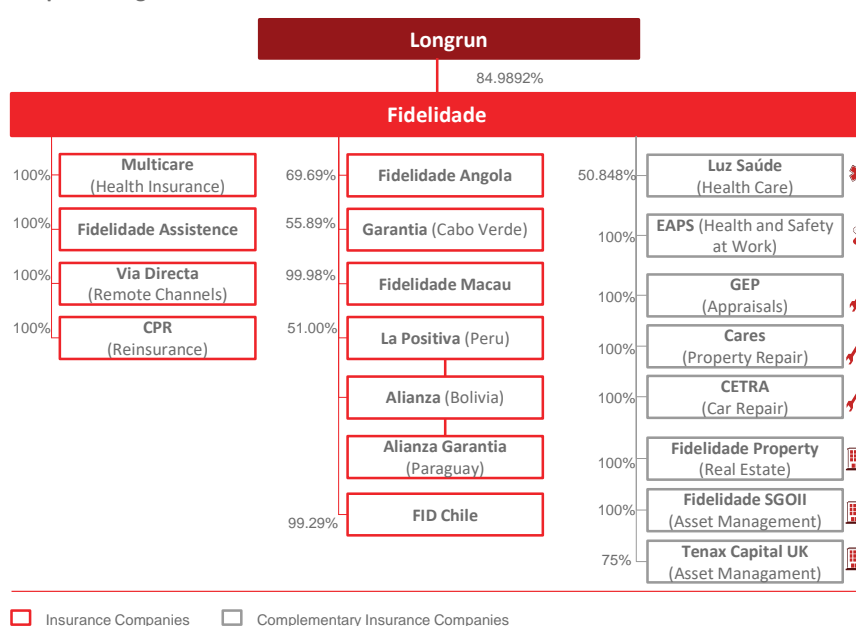 Longrun
84.9892%
Fidelidade
100%
Multicare
(Health Insurance)
100%
Fidelidade Assistence
100%
Via Directa
(Remote Channels)
100%
CPR
(Reinsurance)
69.69%
Fidelidade Angola
55.89%
Garantia (Cabo Verde)
99.98%
Fidelidade Macau
51.00%
La Positiva (Peru)
Alianza (Bolivia)
Alianza Garantia
(Paraguay)
99.29%
FID Chile
50.848%
Luz Saúde
(Health Care)
100%
EAPS (Health and Safety
at Work)
100%
GEP
(Appraisals)
100%
Cares
(Property Repair)
100%
CETRA
(Car Repair)
100%
Fidelidade Property
(Real Estate)
100%
Fidelidade SGOII
(Asset Management)
75%
Tenax Capital UK
(Asset Managament)
Insurance Companies
Complementary Insurance Companies